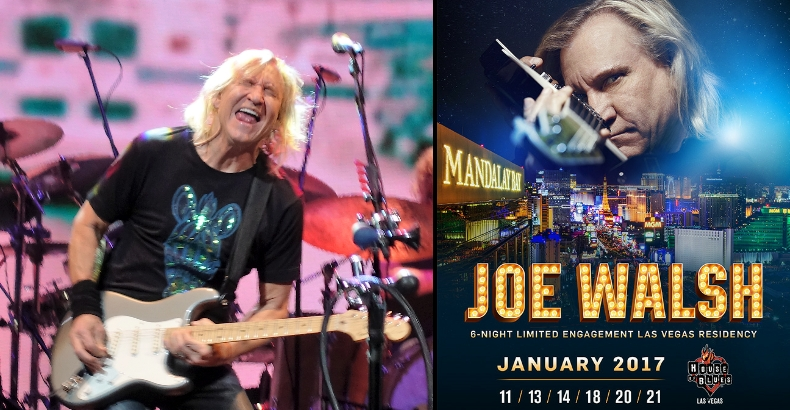 MANDALAY BAY
JOE WALSH
6-NIGHT LIMITED ENGAGEMENT LAS VEGAS RESIDENCY
JANUARY 2017
11 / 13 / 14 / 18 / 20 / 21
HOUSE
of
BLUES
LAS VEGAS